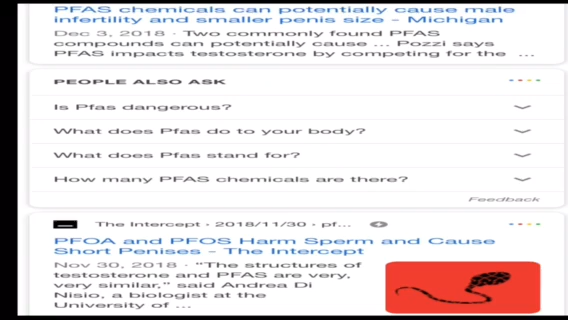 PFAS chemicals can potentially cause male
infertility and smaller penis size - Michigan
Dec 3, 2018 · Two commonly found PFAS
compounds can potentially cause ... Pozzi says
PFAS impacts testosterone by competing for the ...
PEOPLE ALSO ASK
Is Pfas dangerous?
What does Pfas do to your body?
What does Pfas stand for?
How many PFAS chemicals are there?
Feedback
The Intercept › 2018/11/30 › pf...
PFOA and PFOS Harm Sperm and Cause
Short Penises - The Intercept
Nov 30, 2018 · "The structures of
testosterone and PFAS are very,
very similar," said Andrea Di
Nisio, a biologist at the
University of ...